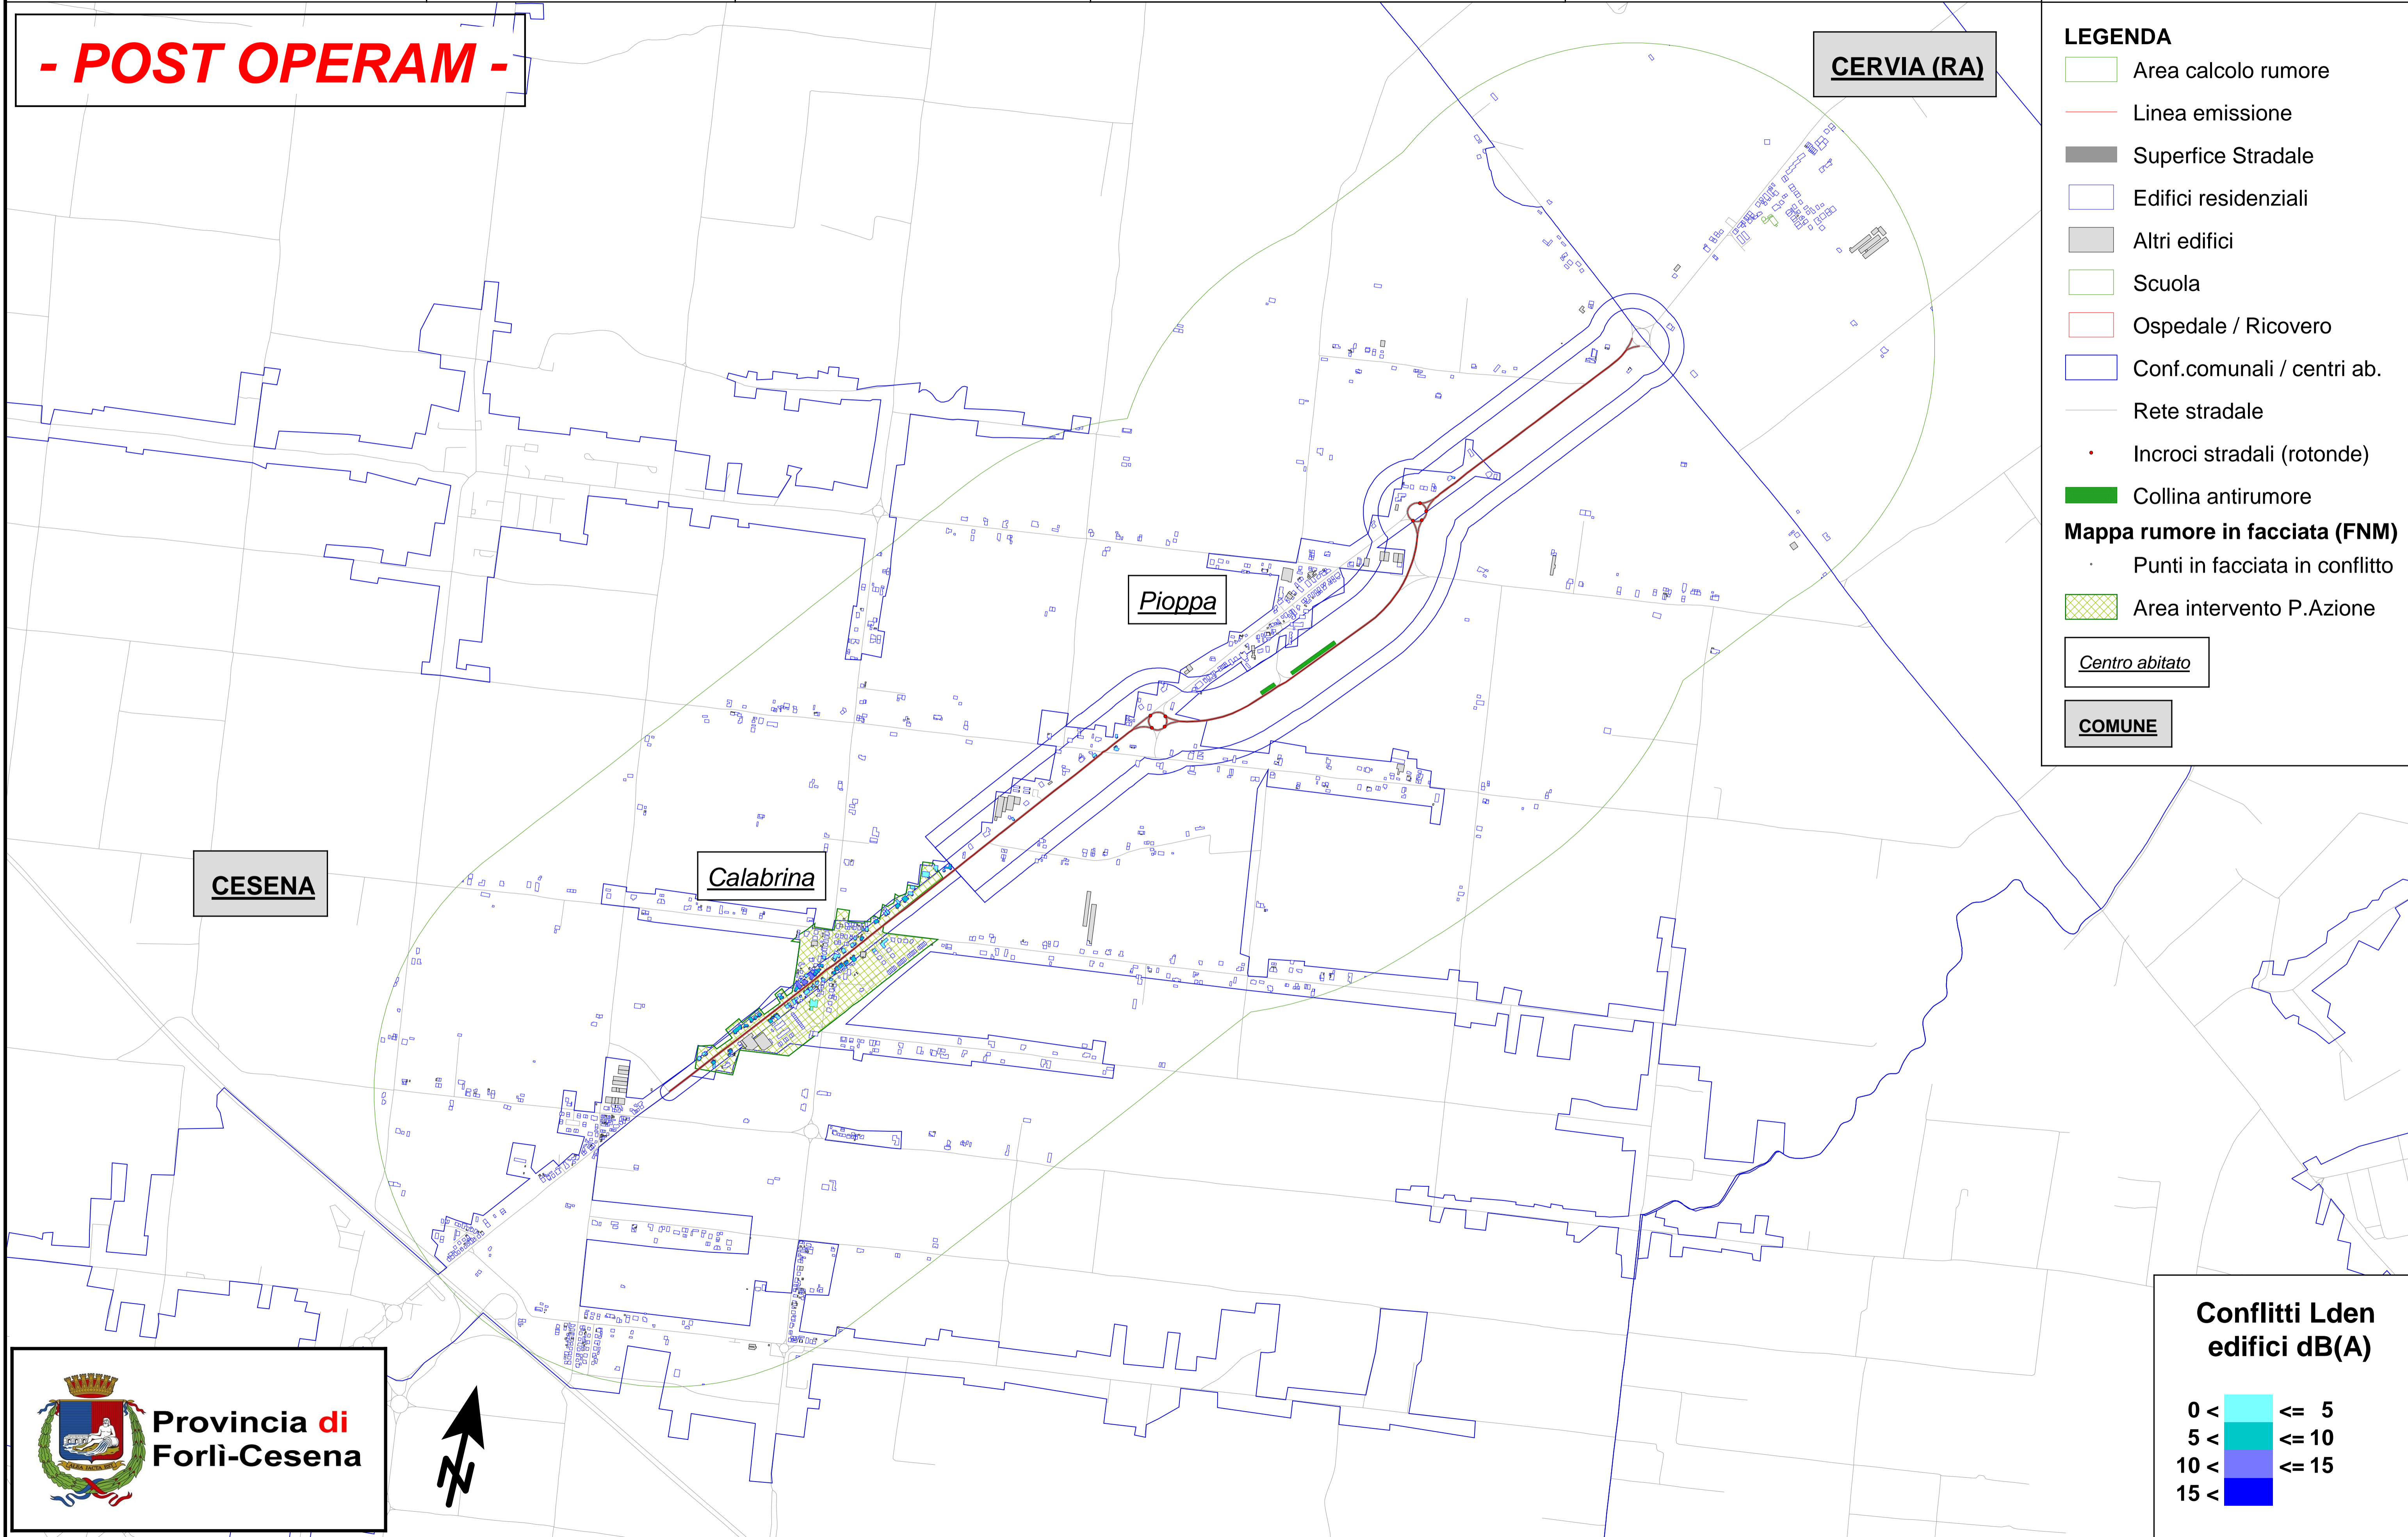 - POST OPERAM -
CERVIA (RA)
LEGENDA
Area calcolo rumore
Linea emissione
Superfice Stradale
Edifici residenziali
Altri edifici
Scuola
Ospedale / Ricovero
Conf.comunali / centri ab.
Rete stradale
Incroci stradali (rotonde)
Collina antirumore
Mappa rumore in facciata (FNM)
Punti in facciata in conflitto
Area intervento P.Azione
Centro abitato
COMUNE
Pioppa
Calabrina
CESENA
Conflitti Lden
edifici dB(A)
0 < <= 5
5 < <= 10
10 < <= 15
15 <
Provincia di
Forlì-Cesena
ALEA JACTA EST
N